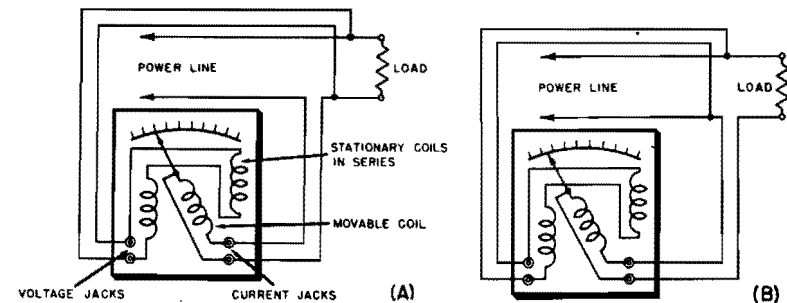 POWER LINE
LOAD
STATIONARY COILS
IN SERIES
MOVABLE COIL
VOLTAGE JACKS
CURRENT JACKS
(A)
POWER LINE
LOAD
(B)